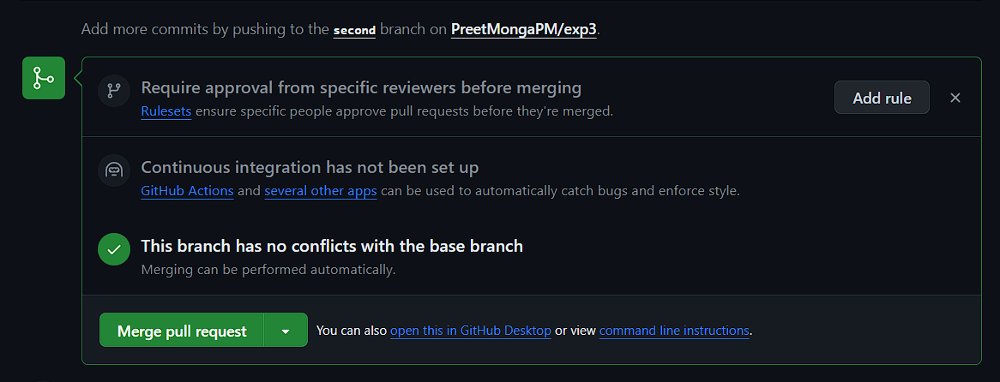 Add more commits by pushing to the second branch on PreetMongaPM/exp3.
Require approval from specific reviewers before merging
Rulesets ensure specific people approve pull requests before they're merged.
Add rule
Continuous integration has not been set up
GitHub Actions and several other apps can be used to automatically catch bugs and enforce style.
This branch has no conflicts with the base branch
Merging can be performed automatically.
Merge pull request
You can also open this in GitHub Desktop or view command line instructions.